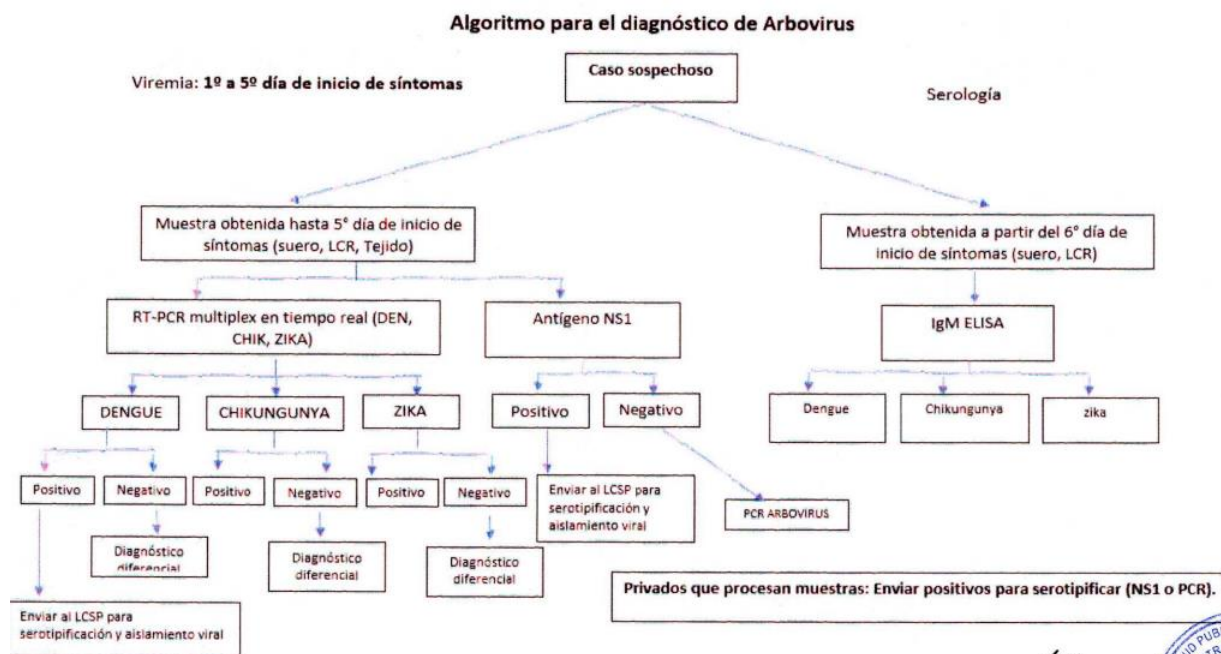 Algoritmo para el diagnóstico de Arbovirus
Viremia: 1º a 5º día de inicio de síntomas
Caso sospechoso
Serología
Muestra obtenida hasta 5° día de inicio de
síntomas (suero, LCR, Tejido)
Muestra obtenida a partir del 6° día de
inicio de síntomas (suero, LCR)
RT-PCR multiplex en tiempo real (DEN,
CHIK, ZIKA)
Antígeno NS1
IgM ELISA
DENGUE
CHIKUNGUNYA
ZIKA
Positivo
Negativo
Dengue
Chikungunya
zika
Positivo
Negativo
Positivo
Negativo
Positivo
Negativo
Enviar al LCSP para
serotipificación y
aislamiento viral
PCR ARBOVIRUS
Diagnóstico
diferencial
Diagnóstico
diferencial
Diagnóstico
diferencial
Enviar al LCSP para
serotipificación y aislamiento viral
Privados que procesan muestras: Enviar positivos para serotipificar (NS1 o PCR).